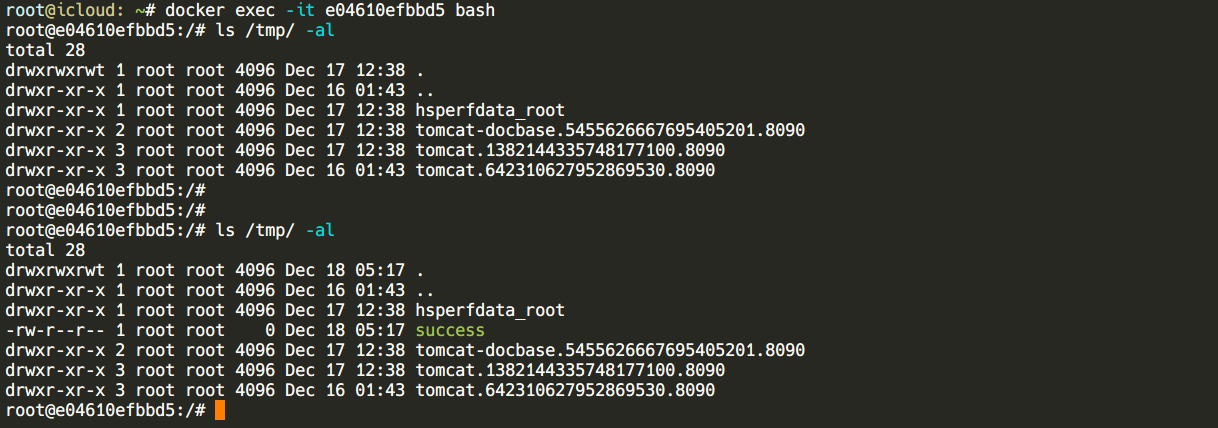 root@icloud: ~# docker exec -it e04610efbbd5 bash
root@e04610efbbd5:/# ls /tmp/ -al
total 28
drwxrwxrwt 1 root root 4096 Dec 17 12:38 .
drwxr-xr-x 1 root root 4096 Dec 16 01:43 ..
drwxr-xr-x 1 root root 4096 Dec 17 12:38 hsperfdata_root
drwxr-xr-x 2 root root 4096 Dec 17 12:38 tomcat-docbase.5455626667695405201.8090
drwxr-xr-x 3 root root 4096 Dec 17 12:38 tomcat.1382144335748177100.8090
drwxr-xr-x 3 root root 4096 Dec 16 01:43 tomcat.642310627952869530.8090
root@e04610efbbd5:/#
root@e04610efbbd5:/#
root@e04610efbbd5:/# ls /tmp/ -al
total 28
drwxrwxrwt 1 root root 4096 Dec 18 05:17 .
drwxr-xr-x 1 root root 4096 Dec 16 01:43 ..
drwxr-xr-x 1 root root 4096 Dec 17 12:38 hsperfdata_root
-rw-r--r-- 1 root root    0 Dec 18 05:17 success
drwxr-xr-x 2 root root 4096 Dec 17 12:38 tomcat-docbase.5455626667695405201.8090
drwxr-xr-x 3 root root 4096 Dec 17 12:38 tomcat.1382144335748177100.8090
drwxr-xr-x 3 root root 4096 Dec 16 01:43 tomcat.642310627952869530.8090
root@e04610efbbd5:/#